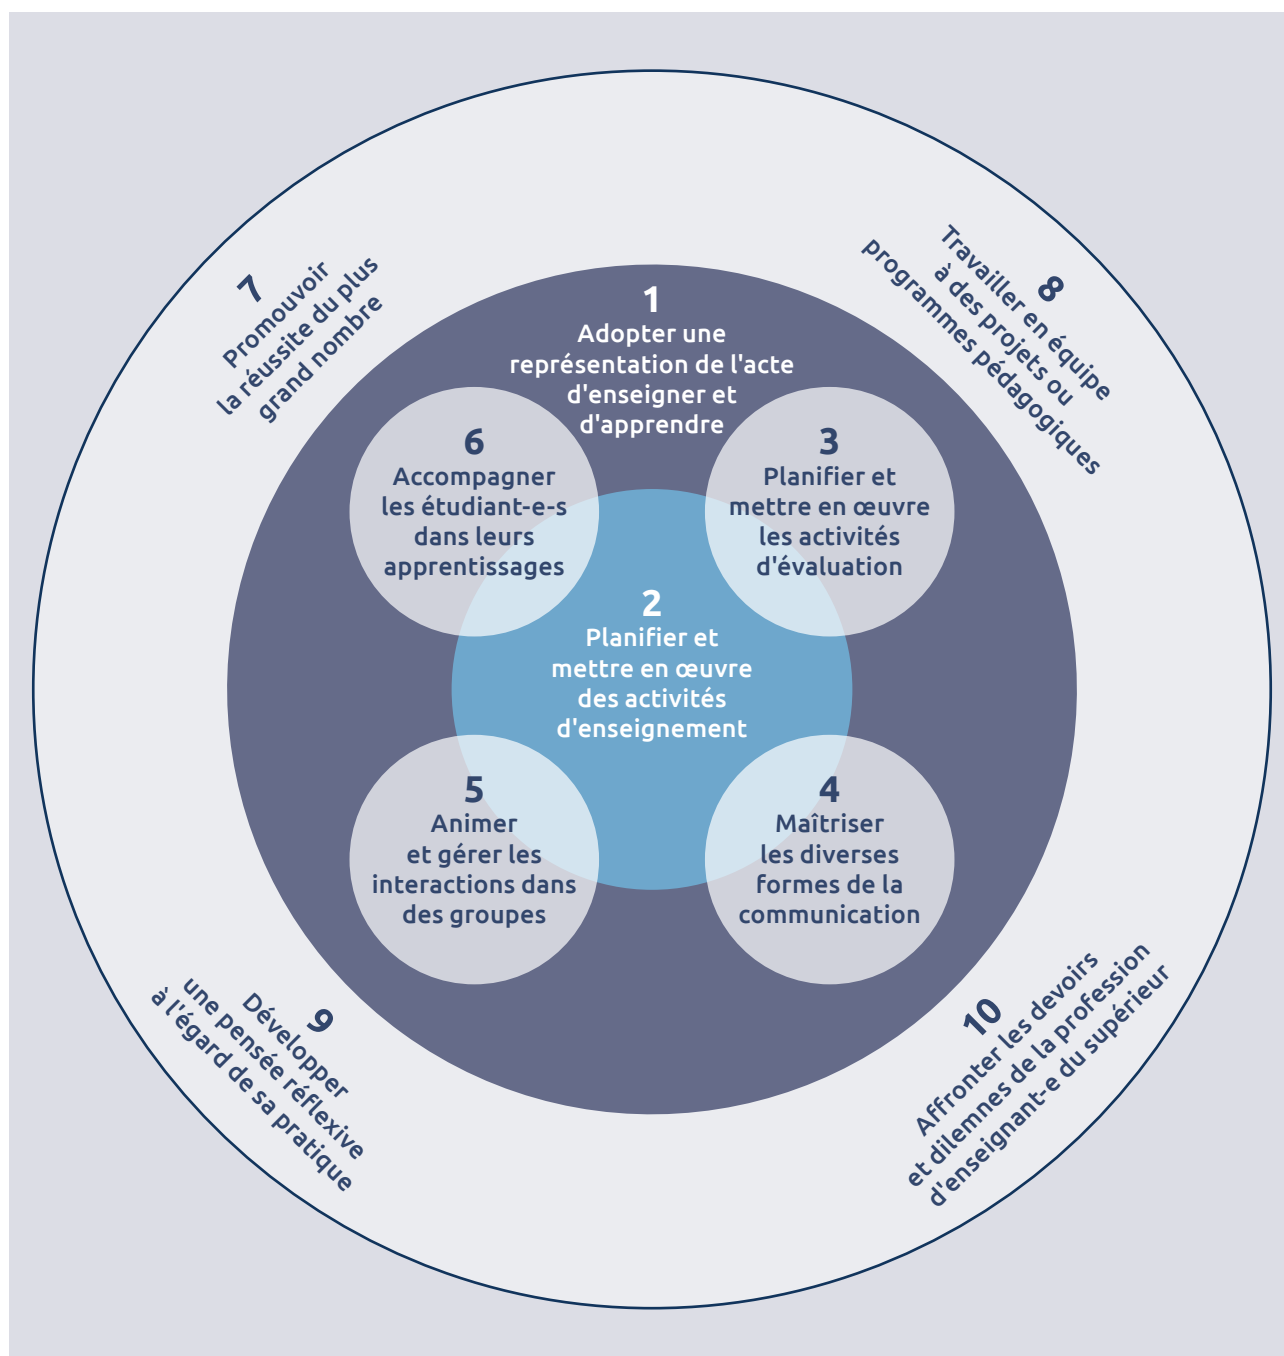 1
Adopter une
représentation de l'acte
d'enseigner et
d'apprendre
2
Planifier et
mettre en œuvre
des activités
d'enseignement
3
Planifier et
mettre en œuvre
les activités
d'évaluation
4
Maîtriser
les diverses
formes de la
communication
5
Animer
et gérer les
interactions dans
des groupes
6
Accompagner
les étudiant-e-s
dans leurs
apprentissages
7
Promouvoir
la réussite du plus
grand nombre
8
Travailler en équipe
à des projets ou
programmes pédagogiques
9
Développer
une pensée réflexive
à l'égard de sa pratique
10
Affronter les devoirs
et dilemnes de la profession
d'enseignant-e du supérieur